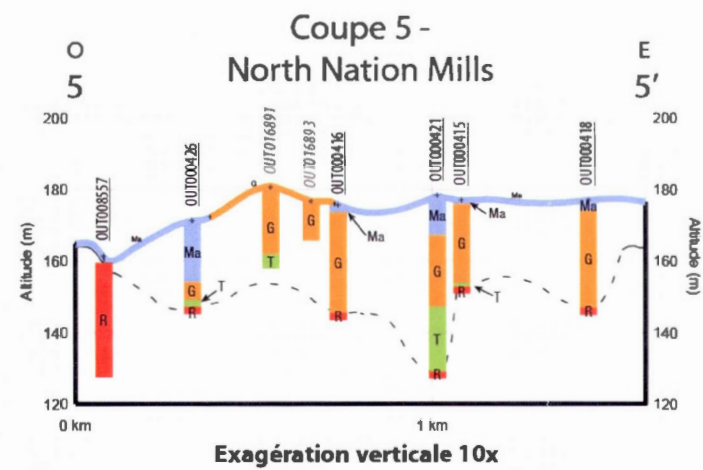 Coupe 5 -
North Nation Mills
O
5
E
5'
200
180
160
140
120
Altitude (m)
200
180
160
140
120
Altitude (m)
OUT008557
OUT000426
OUT016891
OUT016893
OUT000416
OUT000421
OUT000415
OUT000418
Ma
G
Ma
R
Ma
G
T
R
G
T
G
Ma
G
R
Ma
G
T
R
Ma
G
T
R
Ma
G
R
0 km
1 km
Exagération verticale 10x